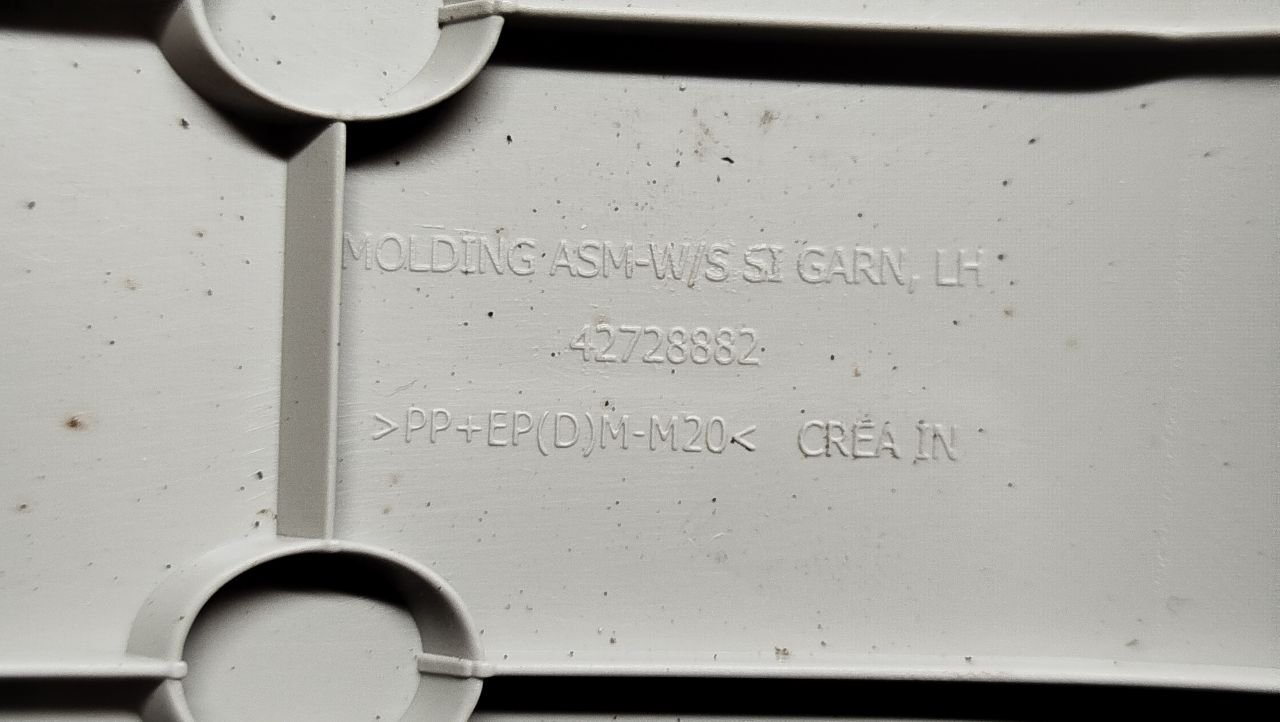 MOLDING ASM-W/S SI GARN, LH
42728882
>PP+EP(D)M-M20< CREA IN